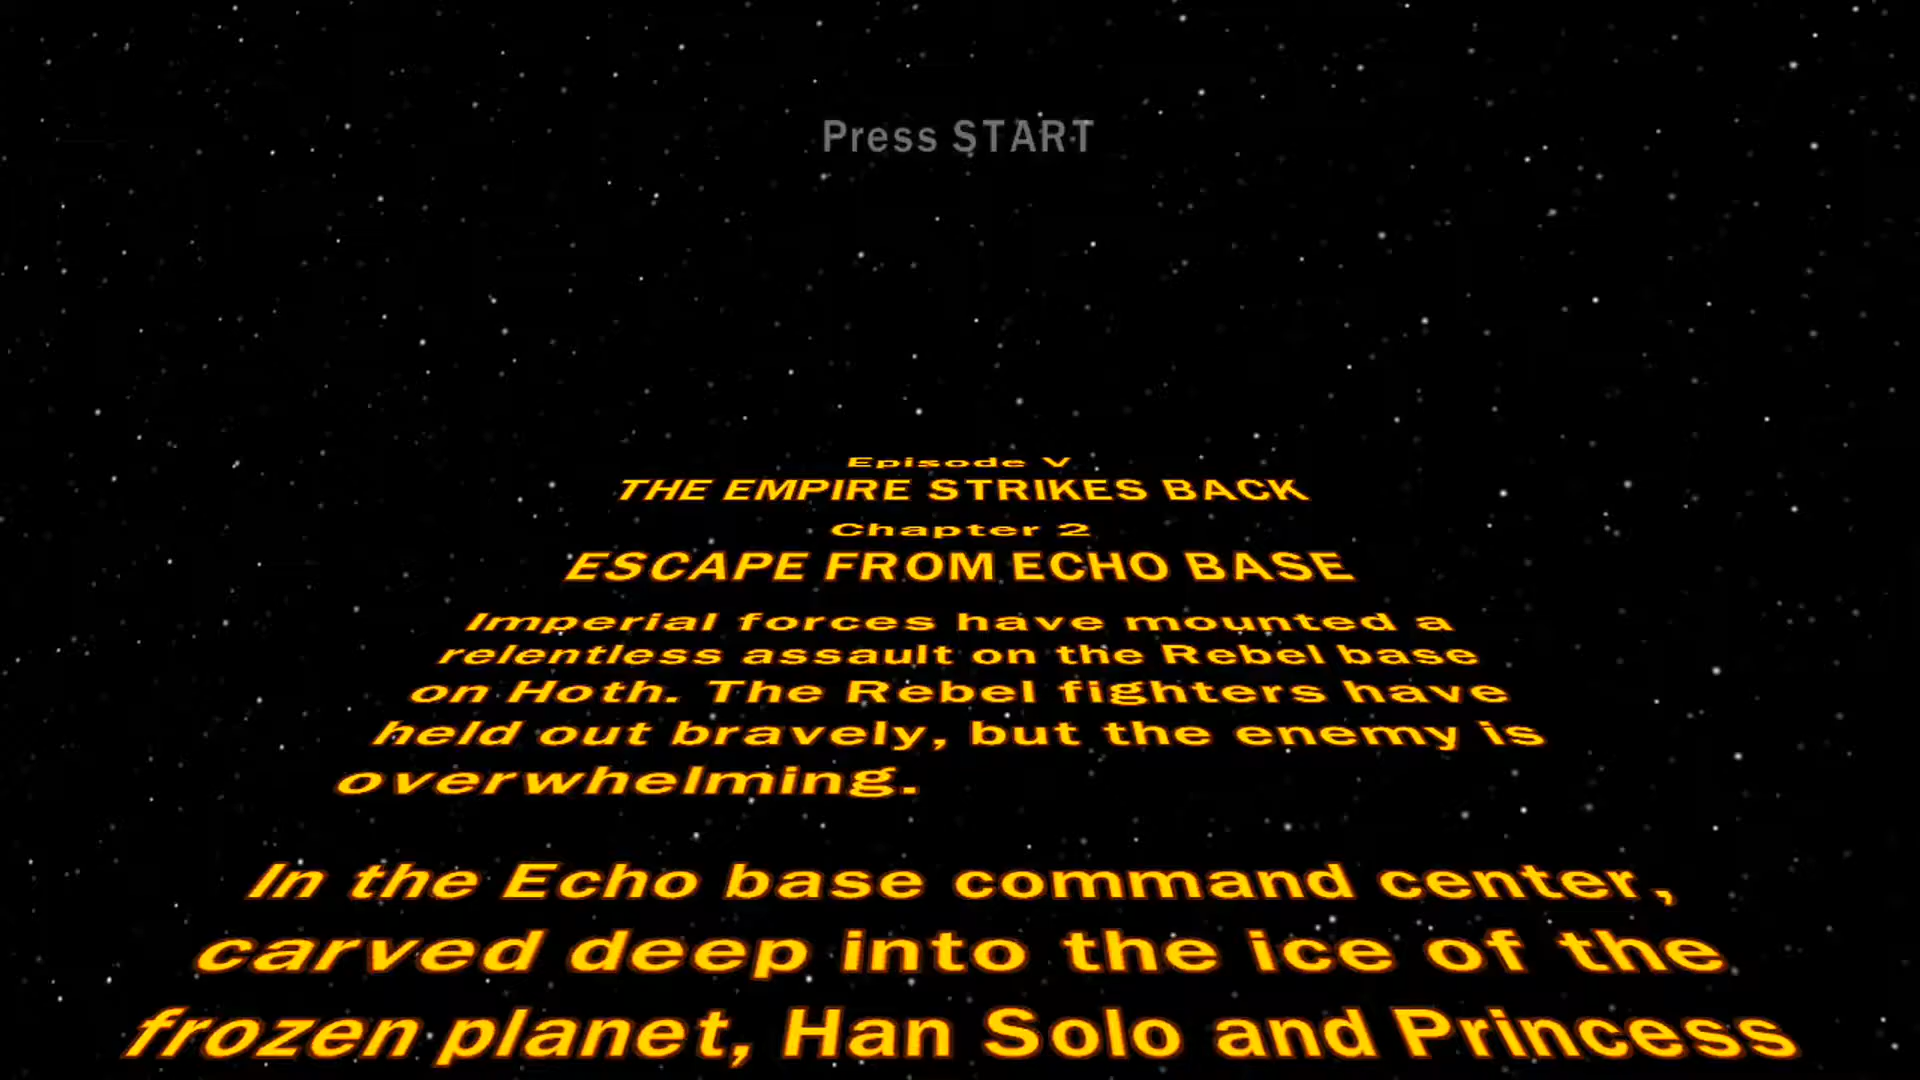 Press START
Episode V
THE EMPIRE STRIKES BACK
Chapter 2
ESCAPE FROM ECHO BASE
Imperial forces have mounted a
relentless assault on the Rebel base
on Hoth. The Rebel fighters have
held out bravely, but the enemy is
overwhelming.
In the Echo base command center,
carved deep into the ice of the
frozen planet, Han Solo and Princess